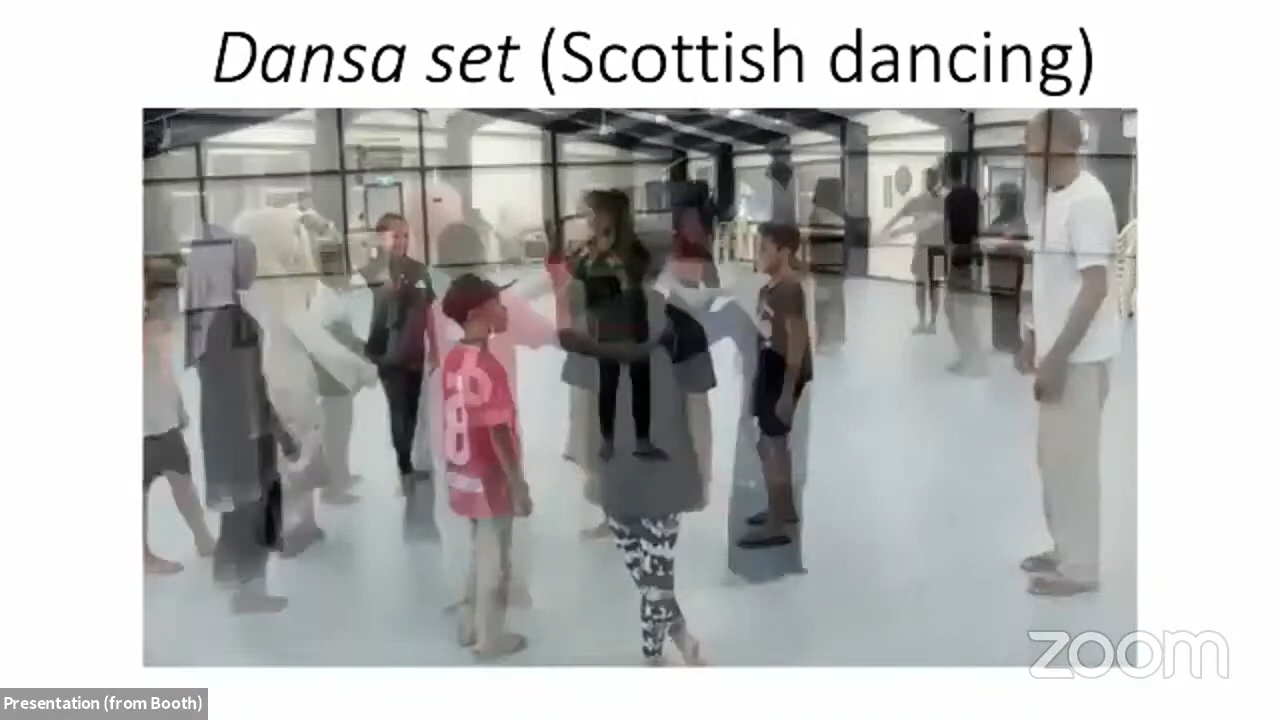 Dansa set (Scottish dancing)
zoom
Presentation (from Booth)